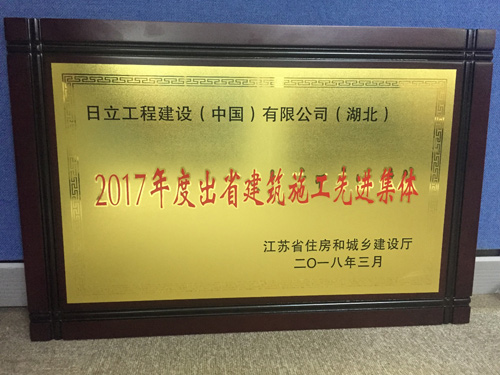 日立工程建设（中国）有限公司（湖北）
2017年度出省建筑施工先进集体
江苏省住房和城乡建设厅
二〇一八年三月